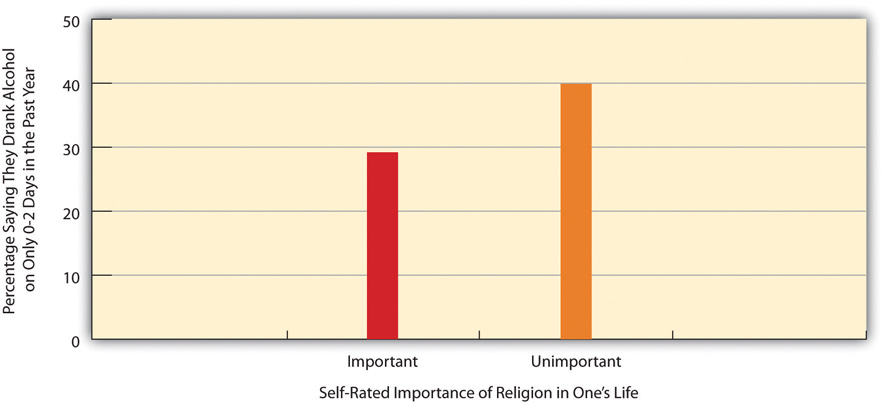 Percentage Saying They Drank Alcohol
on Only 0-2 Days in the Past Year
50
40
30
20
10
0
Important
Unimportant
Self-Rated Importance of Religion in One’s Life